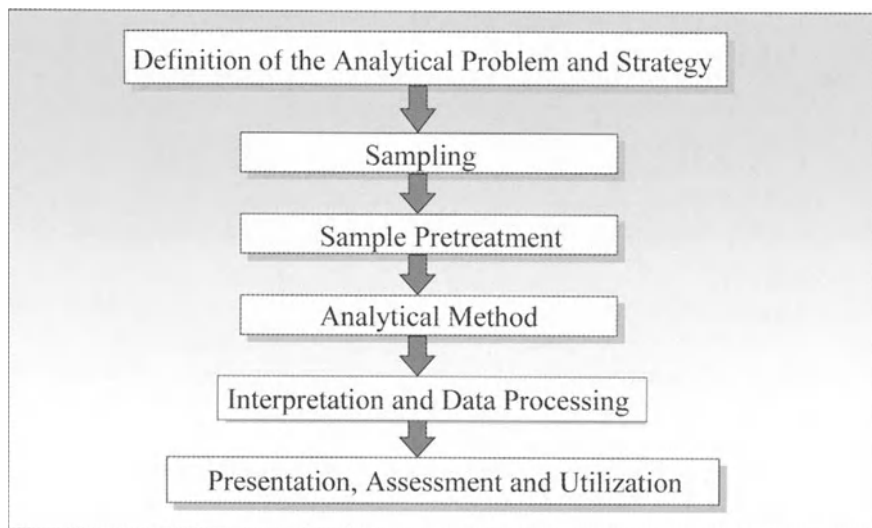 Definition of the Analytical Problem and Strategy
Sampling
Sample Pretreatment
Analytical Method
Interpretation and Data Processing
Presentation, Assessment and Utilization